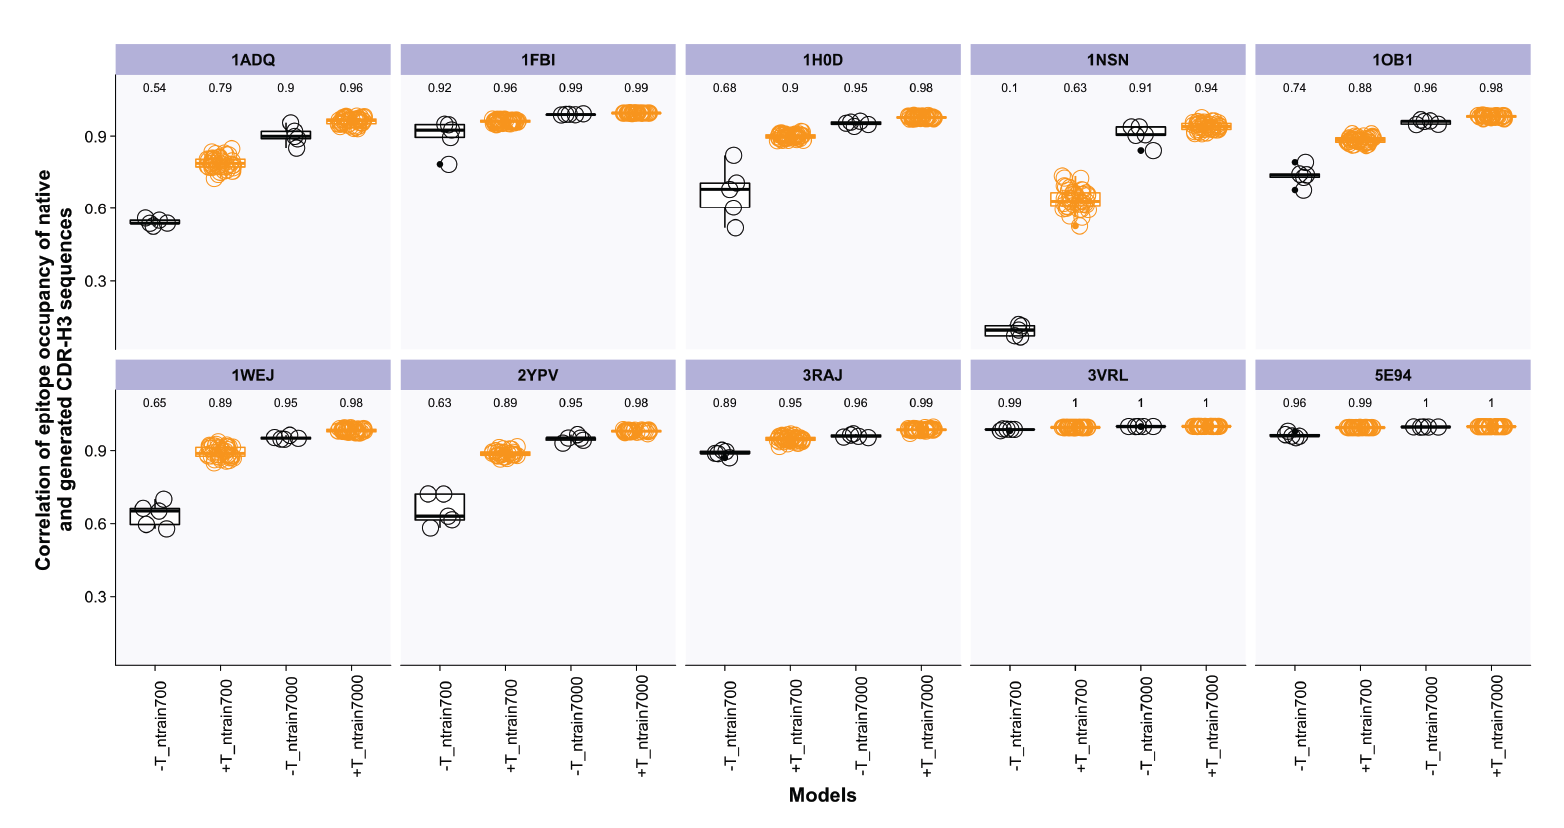 Correlation of epitope occupancy of native
and generated CDR-H3 sequences
1ADQ
1FBI
1H0D
1NSN
1OB1
0.54 0.79 0.9 0.96
0.92 0.96 0.99 0.99
0.68 0.9 0.95 0.98
0.1 0.63 0.91 0.94
0.74 0.88 0.96 0.98
0.9
0.6
0.3
1WEJ
2YPV
3RAJ
3VRL
5E94
0.65 0.89 0.95 0.98
0.63 0.89 0.95 0.98
0.89 0.95 0.96 0.99
0.99 1 1 1
0.96 0.99 1 1
0.9
0.6
0.3
-T_ntrain700
+T_ntrain700
-T_ntrain7000
+T_ntrain7000
-T_ntrain700
+T_ntrain700
-T_ntrain7000
+T_ntrain7000
-T_ntrain700
+T_ntrain700
-T_ntrain7000
+T_ntrain7000
-T_ntrain700
+T_ntrain700
-T_ntrain7000
+T_ntrain7000
-T_ntrain700
+T_ntrain700
-T_ntrain7000
+T_ntrain7000
Models